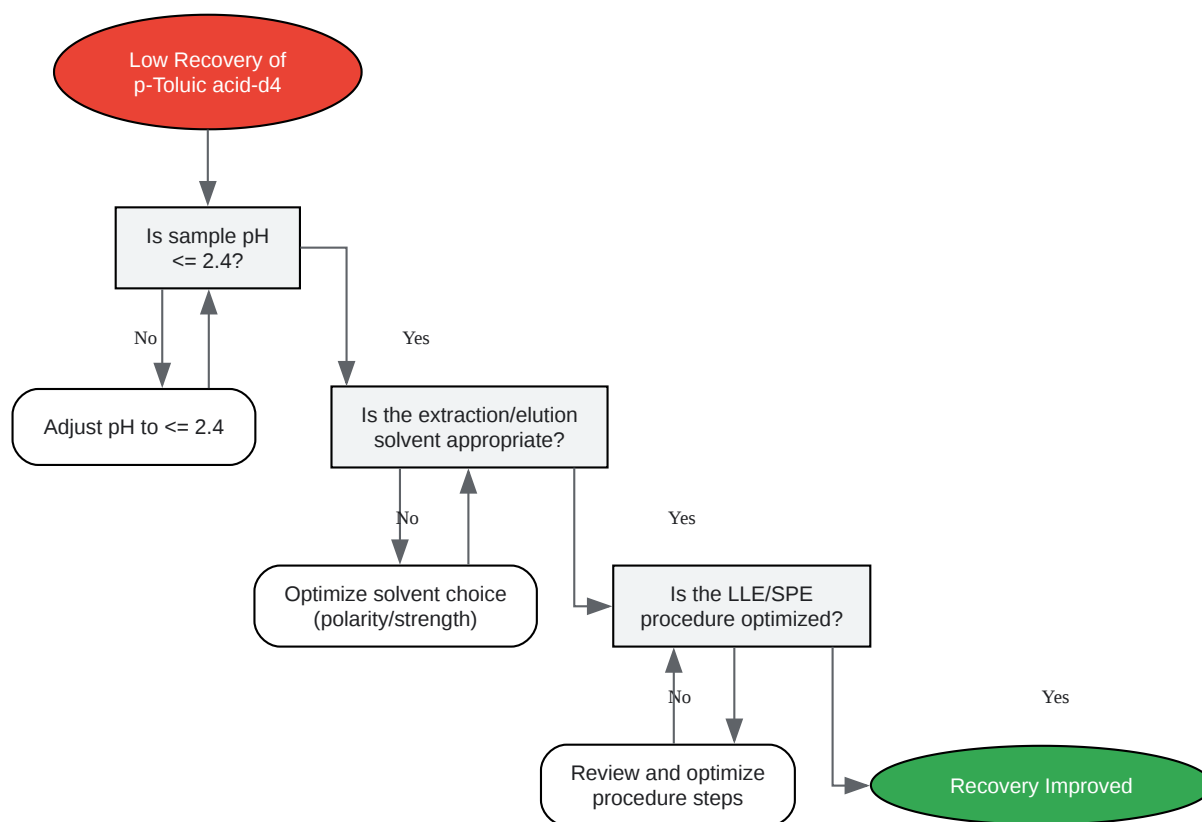 Low Recovery of
p-Toluic acid-d4
Is sample pH
<= 2.4?
No
Yes
Adjust pH to <= 2.4
Is the extraction/elution
solvent appropriate?
No
Yes
Optimize solvent choice
(polarity/strength)
Is the LLE/SPE
procedure optimized?
No
Yes
Review and optimize
procedure steps
Recovery Improved